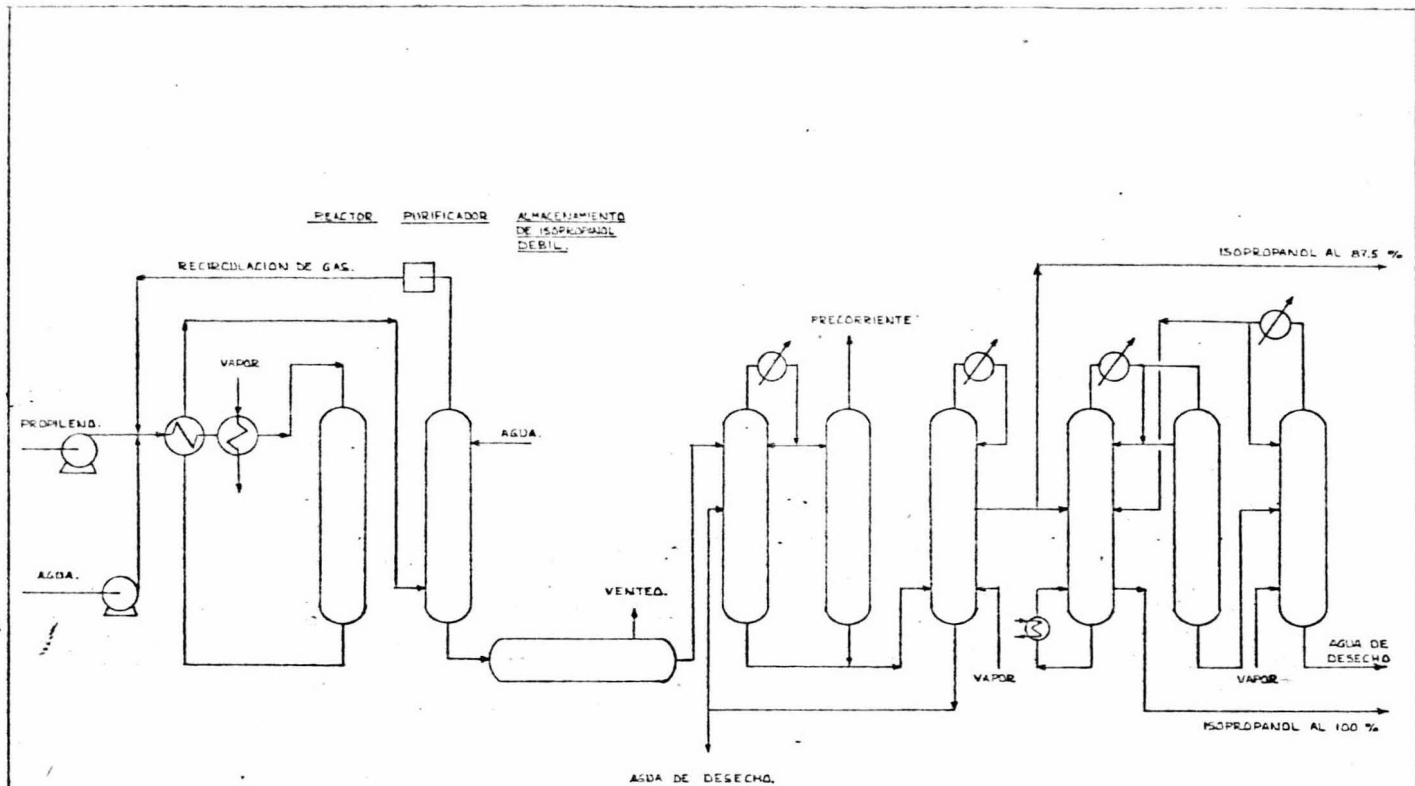 REACTOR PURIFICADOR ALMACENAMIENTO
DE ISOPROPANOL
DEBIL.
RECIRCULACION DE GAS.
ISOPROPANOL AL 87.5 %
PRECORRIENTE
VAPOR
PROPILENO.
AGUA.
AGUA.
VENTEO.
VAPOR
VAPOR
AGUA DE
DESECHO
ISOPROPANOL AL 100 %
AGUA DE DESECHO.